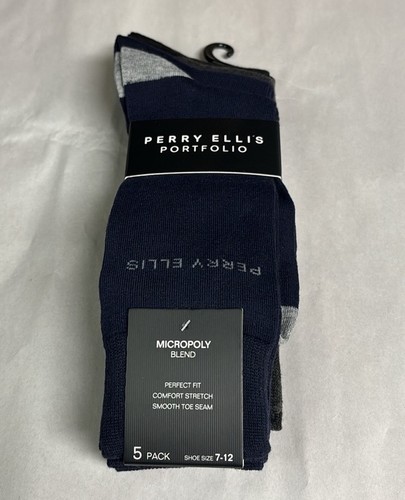 PERRY ELLIS
PORTFOLIO
PERRY ELLIS
MICROPOLY
BLEND
PERFECT FIT
COMFORT STRETCH
SMOOTH TOE SEAM
5 PACK SHOE SIZE 7-12